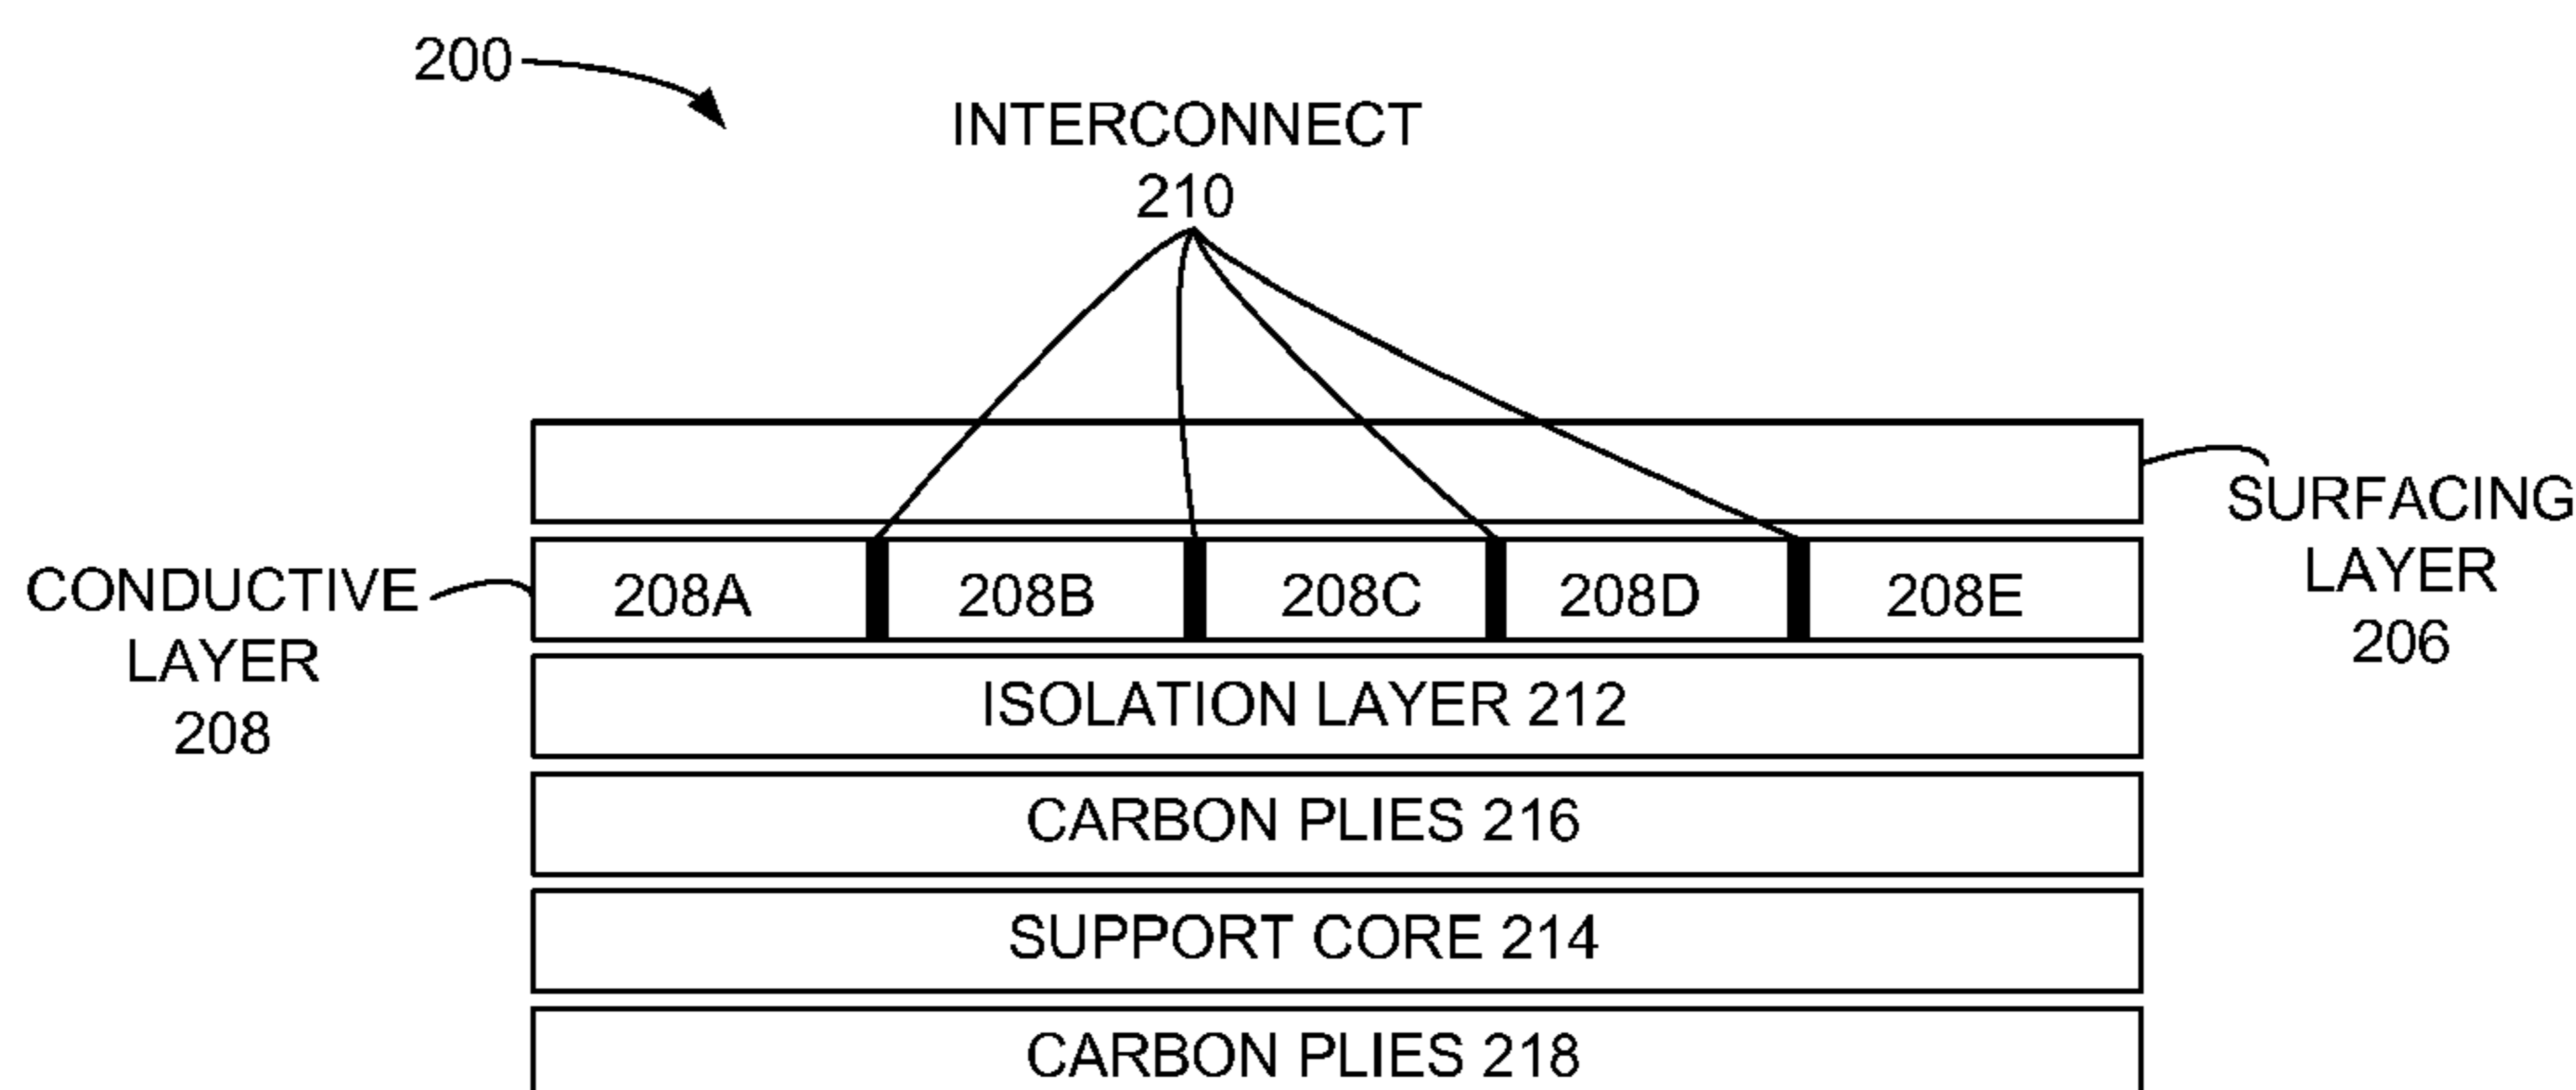 200
INTERCONNECT
210
SURFACING
LAYER
206
CONDUCTIVE
LAYER
208
208A 208B 208C 208D 208E
ISOLATION LAYER 212
CARBON PLIES 216
SUPPORT CORE 214
CARBON PLIES 218